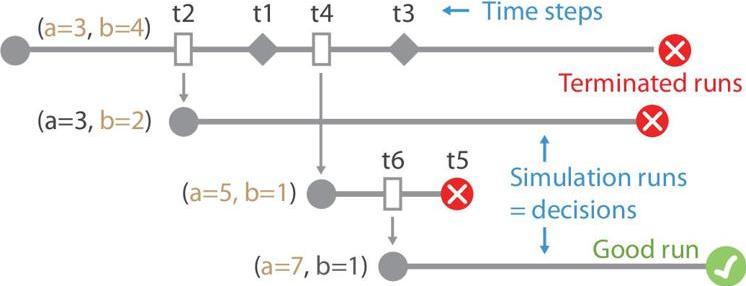 t2 t1 t4 t3 Time steps
(a=3, b=4)
Terminated runs
(a=3, b=2)
t6 t5
(a=5, b=1)
Simulation runs
= decisions
Good run
(a=7, b=1)